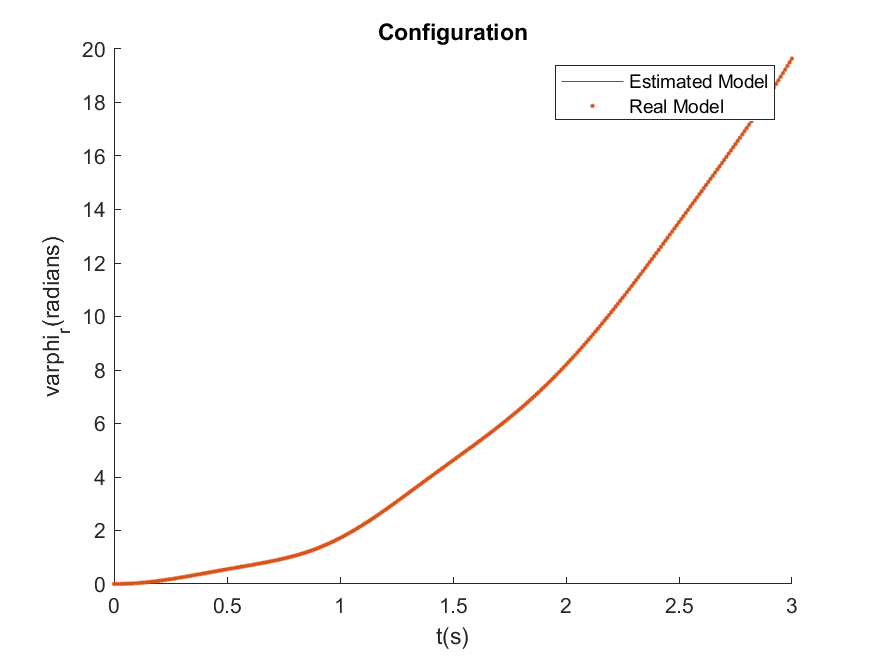 Configuration
Estimated Model
Real Model
20
18
16
14
12
10
8
6
4
2
0
varphi_r(radians)
0 0.5 1 1.5 2 2.5 3
t(s)